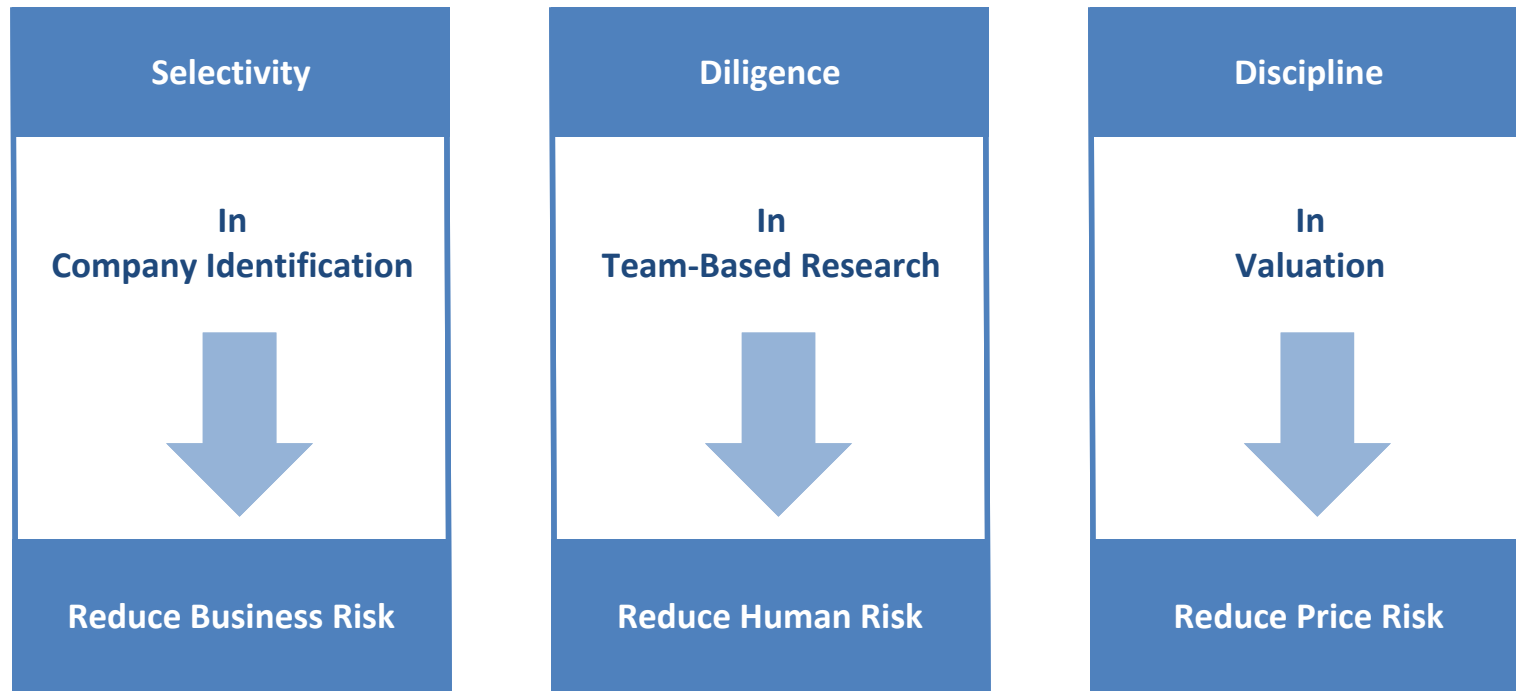 Selectivity
In
Company Identification
Reduce Business Risk
Diligence
In
Team-Based Research
Reduce Human Risk
Discipline
In
Valuation
Reduce Price Risk